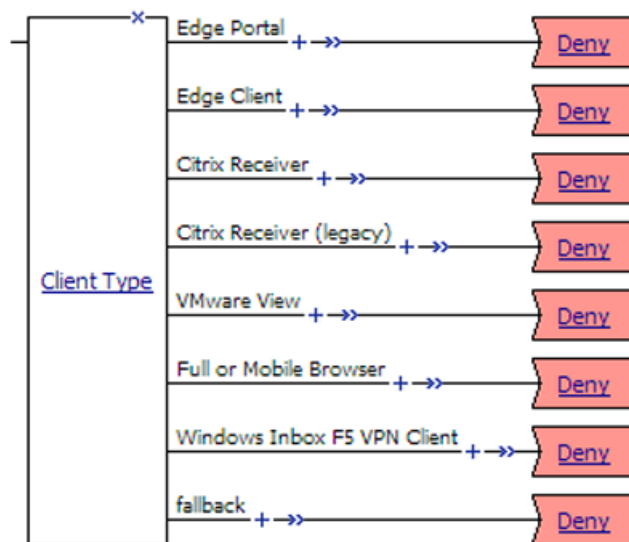 Edge Portal
Deny
Edge Client
Deny
Citrix Receiver
Deny
Citrix Receiver (legacy)
Deny
Client Type
VMware View
Deny
Full or Mobile Browser
Deny
Windows Inbox F5 VPN Client
Deny
fallback
Deny